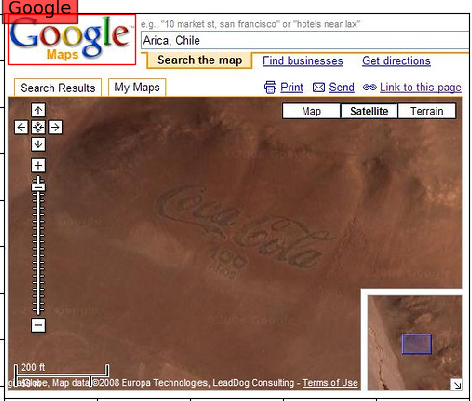 Google
Google
Maps
e.g. "10 market st, san francisco" or "hotels near lax"
Arica, Chile
Search the map
Find businesses
Get directions
Search Results
My Maps
Print
Send
Link to this page
Map
Satellite
Terrain
Coca-Cola
100
AÑOS
200 ft
Globe, Map data ©2008 Europa Technologies, LeadDog Consulting - Terms of Use